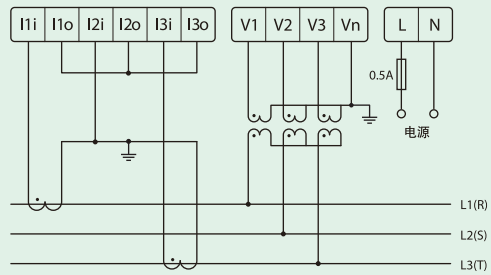 I1i I1o I2i I2o I3i I3o V1 V2 V3 Vn L N
0.5A
电源
L1(R)
L2(S)
L3(T)